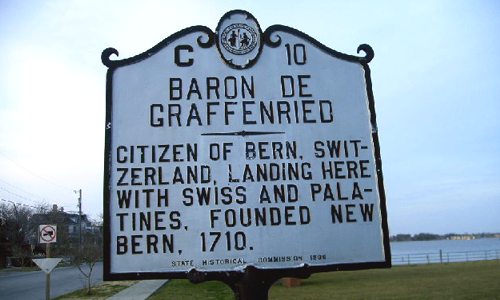 C 10
BARON DE
GRAFFENRIED
CITIZEN OF BERN, SWIT-
ZERLAND, LANDING HERE
WITH SWISS AND PALA-
TINES, FOUNDED NEW
BERN, 1710.
STATE HISTORICAL COMMISSION